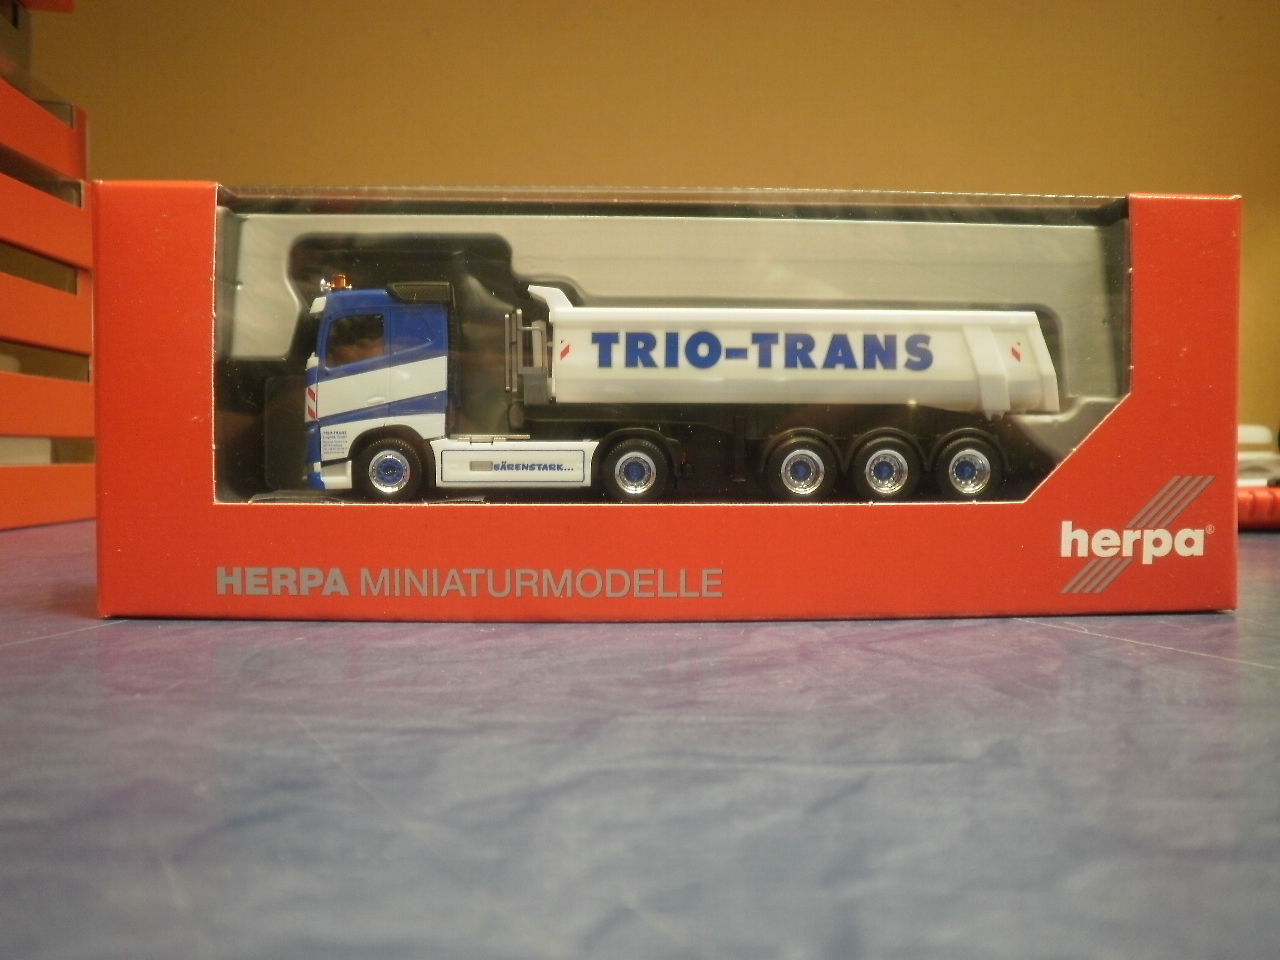 TRIO-TRANS
BÄRENSTARK...
HERPA MINIATURMODELLE
herpa®